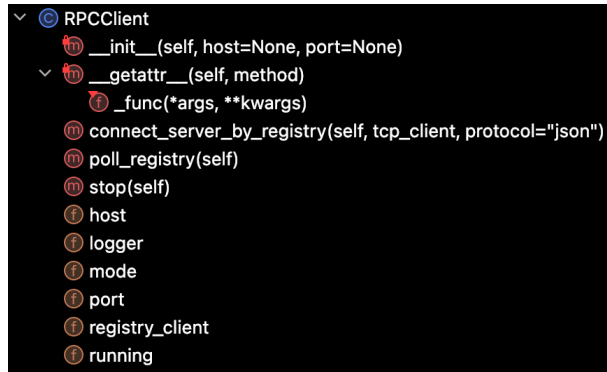 C RPCClient
m __init__(self, host=None, port=None)
m __getattr__(self, method)
f _func(*args, **kwargs)
m connect_server_by_registry(self, tcp_client, protocol="json")
m poll_registry(self)
m stop(self)
f host
f logger
f mode
f port
f registry_client
f running